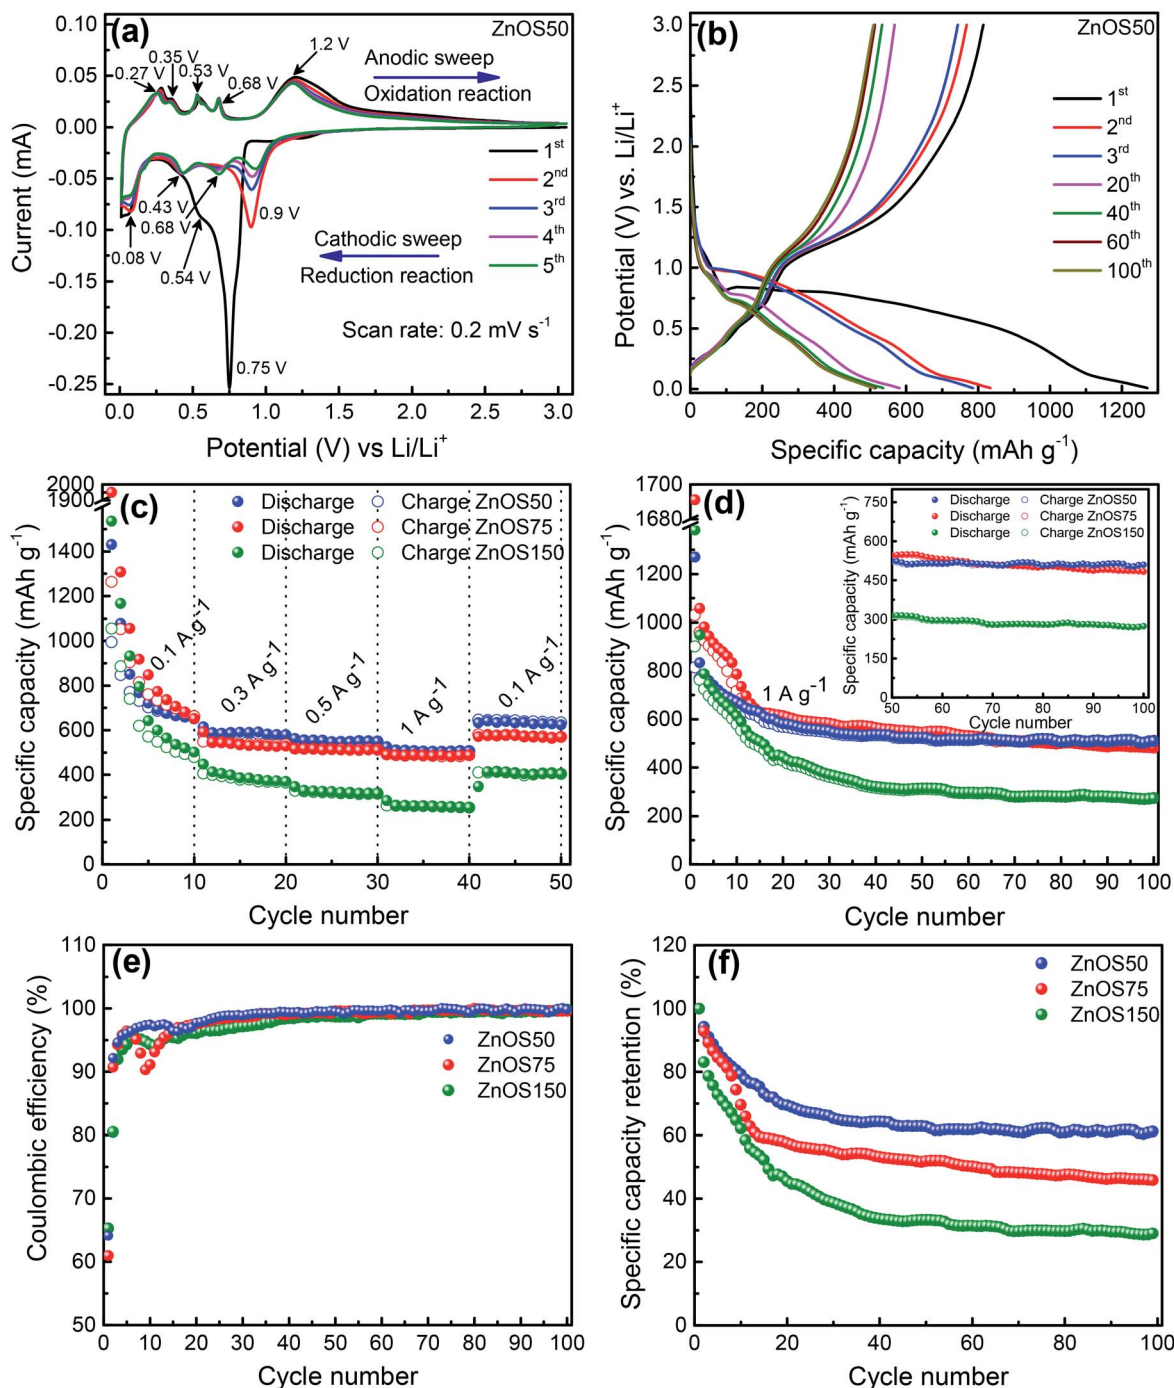 (a)
ZnOS50
0.10
0.05
0.00
-0.05
-0.10
-0.15
-0.20
-0.25
Current (mA)
0.27 V
0.35 V
0.53 V
0.68 V
1.2 V
Anodic sweep
Oxidation reaction
0.43 V
0.68 V
0.08 V
0.54 V
0.9 V
0.75 V
Cathodic sweep
Reduction reaction
1st
2nd
3rd
4th
5th
Scan rate: 0.2 mV s-1
0.0 0.5 1.0 1.5 2.0 2.5 3.0
Potential (V) vs Li/Li+
(b)
ZnOS50
3.0
2.5
2.0
1.5
1.0
0.5
0.0
Potential (V) vs. Li/Li+
1st
2nd
3rd
20th
40th
60th
100th
0 200 400 600 800 1000 1200
Specific capacity (mAh g-1)
(c)
2000
1900
1400
1200
1000
800
600
400
200
0
Specific capacity (mAh g-1)
Discharge Charge ZnOS50
Discharge Charge ZnOS75
Discharge Charge ZnOS150
0.1 A g-1
0.3 A g-1
0.5 A g-1
1 A g-1
0.1 A g-1
0 10 20 30 40 50
Cycle number
(d)
1700
1680
1200
1000
800
600
400
200
0
Specific capacity (mAh g-1)
1 A g-1
750
600
450
300
150
0
Specific capacity (mAh g-1)
Discharge Charge ZnOS50
Discharge Charge ZnOS75
Discharge Charge ZnOS150
50 60 70 80 90 100
Cycle number
0 10 20 30 40 50 60 70 80 90 100
Cycle number
(e)
110
100
90
80
70
60
50
Coulombic efficiency (%)
ZnOS50
ZnOS75
ZnOS150
0 10 20 30 40 50 60 70 80 90 100
Cycle number
(f)
120
100
80
60
40
20
0
Specific capacity retention (%)
ZnOS50
ZnOS75
ZnOS150
0 20 40 60 80 100
Cycle number